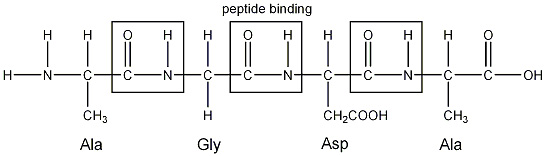 peptide binding
H O H H O H H O H H O
H N C C N C C N C C N C C OH
CH3 H CH2COOH CH3
Ala Gly Asp Ala